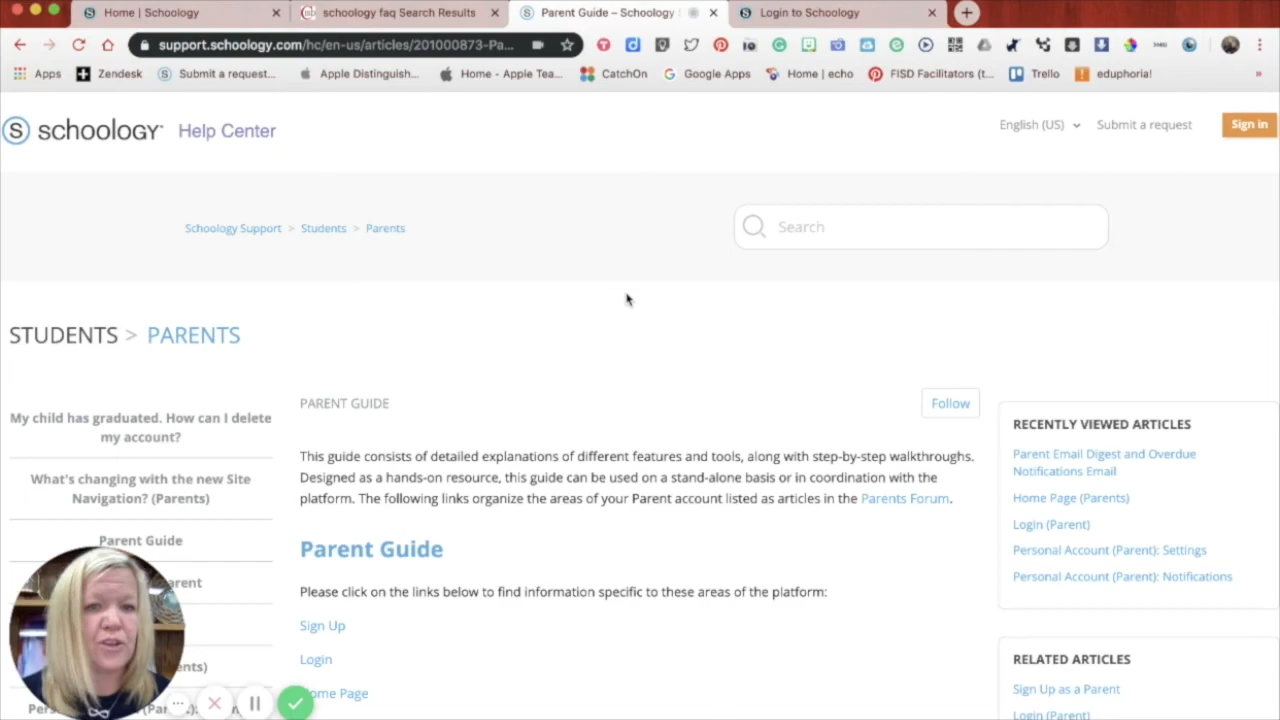 Home | Schoology
schoology faq Search Results
Parent Guide – Schoology
Login to Schoology
support.schoology.com/hc/en-us/articles/201000873-Pa...
Apps
Zendesk
Submit a request...
Apple Distinguish...
Home - Apple Tea...
CatchOn
Google Apps
Home | echo
FISD Facilitators (t...
Trello
eduphoria!
»
S schoology Help Center
English (US)
Submit a request
Sign in
Schoology Support > Students > Parents
Search
STUDENTS > PARENTS
My child has graduated. How can I delete
my account?
What's changing with the new Site
Navigation? (Parents)
Parent Guide
arent
ents)
PARENT GUIDE
Follow
This guide consists of detailed explanations of different features and tools, along with step-by-step walkthroughs.
Designed as a hands-on resource, this guide can be used on a stand-alone basis or in coordination with the
platform. The following links organize the areas of your Parent account listed as articles in the Parents Forum.
Parent Guide
Please click on the links below to find information specific to these areas of the platform:
Sign Up
Login
ome Page
RECENTLY VIEWED ARTICLES
Parent Email Digest and Overdue
Notifications Email
Home Page (Parents)
Login (Parent)
Personal Account (Parent): Settings
Personal Account (Parent): Notifications
RELATED ARTICLES
Sign Up as a Parent
Login (Parent)